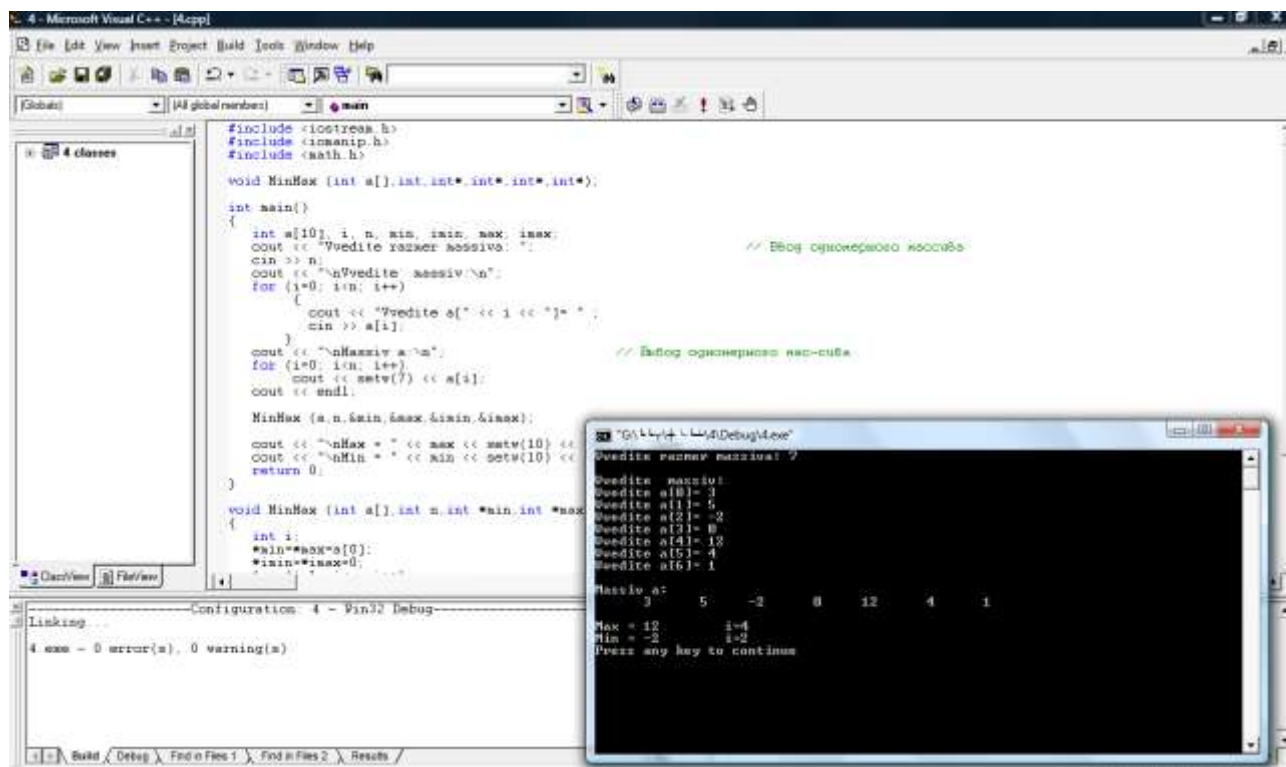 4 - Microsoft Visual C++ - [4.cpp]
File Edit View Insert Project Build Tools Window Help
(Globals) (All global members) main
4 classes
#include <iostream.h>
#include <iomanip.h>
#include <math.h>
void MinMax (int a[],int,int*,int*,int*,int*);
int main()
{
int a[10], i, n, min, imin, max, imax;
cout << "Vvedite razmer massiva: "; // Ввод одномерного массива
cin >> n;
cout << "\nVvedite massiv:\n";
for (i=0; i<n; i++)
{
cout << "Vvedite a[" << i << "]= " ;
cin >> a[i];
}
cout << "\nMassiv a:\n"; // Вывод одномерного мас-сива
for (i=0; i<n; i++)
cout << setw(7) << a[i];
cout << endl;
MinMax (a,n,&min,&max,&imin,&imax);
cout << "\nMax = " << max << setw(10) <<
cout << "\nMin = " << min << setw(10) <<
return 0;
}
void MinMax (int a[],int n,int *min,int *max
{
int i;
*min=*max=a[0];
*imin=*imax=0;
ClassView FileView
Configuration: 4 - Win32 Debug
Linking...
4.exe - 0 error(s), 0 warning(s)
Build Debug Find in Files 1 Find in Files 2 Results
\4\Debug\4.exe"
Vvedite razmer massiva: 7
Vvedite massiv:
Vvedite a[0]= 3
Vvedite a[1]= 5
Vvedite a[2]= -2
Vvedite a[3]=
Vvedite a[4]= 12
Vvedite a[5]= 4
Vvedite a[6]= 1
Massiv a:
3 5 -2 12 4 1
Max = 12 i=4
Min = -2 i=2
Press any key to continue